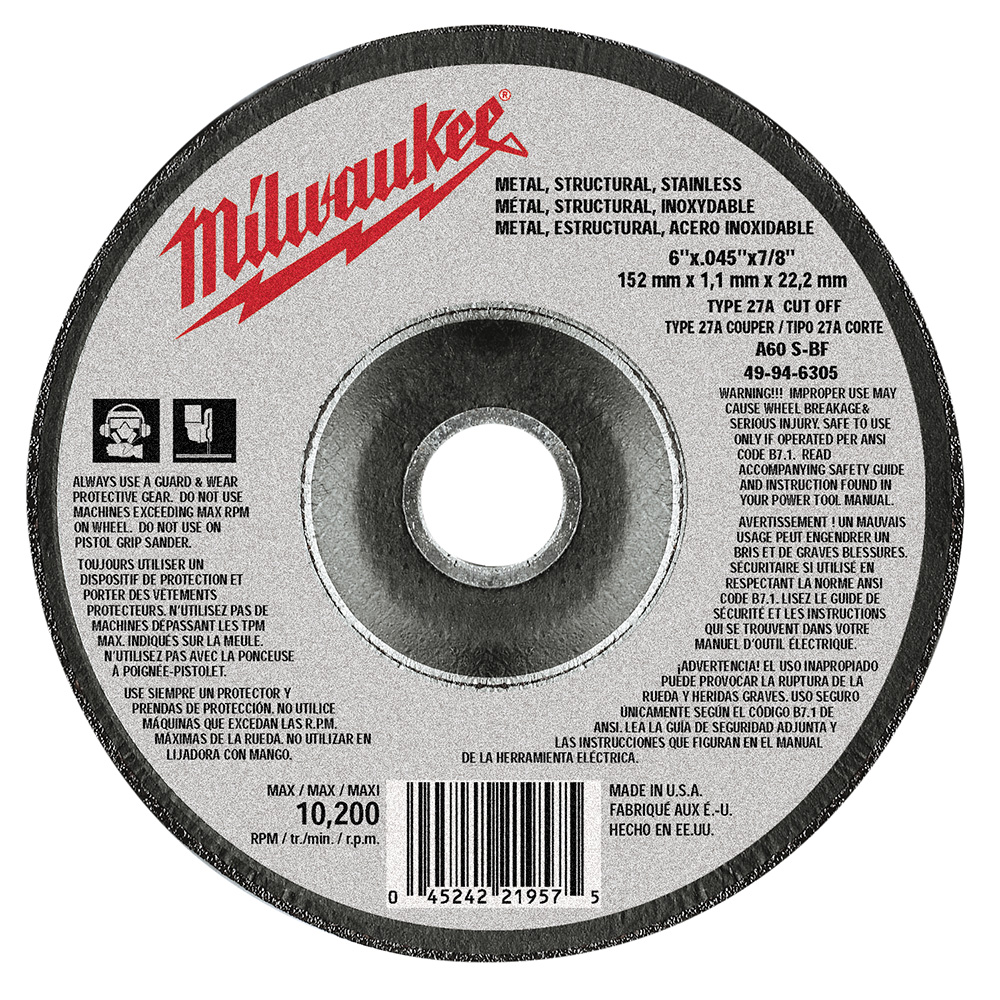 Milwaukee®
METAL, STRUCTURAL, STAINLESS
MÉTAL, STRUCTURAL, INOXYDABLE
METAL, ESTRUCTURAL, ACERO INOXIDABLE
6"x.045"x7/8"
152 mm x 1,1 mm x 22,2 mm
TYPE 27A CUT OFF
TYPE 27A COUPER / TIPO 27A CORTE
A60 S-BF
49-94-6305
WARNING!!! IMPROPER USE MAY
CAUSE WHEEL BREAKAGE&
SERIOUS INJURY. SAFE TO USE
ONLY IF OPERATED PER ANSI
CODE B7.1. READ
ACCOMPANYING SAFETY GUIDE
AND INSTRUCTION FOUND IN
YOUR POWER TOOL MANUAL.
AVERTISSEMENT ! UN MAUVAIS
USAGE PEUT ENGENDRER UN
BRIS ET DE GRAVES BLESSURES.
SÉCURITAIRE SI UTILISÉ EN
RESPECTANT LA NORME ANSI
CODE B7.1. LISEZ LE GUIDE DE
SÉCURITÉ ET LES INSTRUCTIONS
QUI SE TROUVENT DANS VOTRE
MANUEL D'OUTIL ÉLECTRIQUE.
¡ADVERTENCIA! EL USO INAPROPIADO
PUEDE PROVOCAR LA RUPTURA DE LA
RUEDA Y HERIDAS GRAVES. USO SEGURO
ÚNICAMENTE SEGÚN EL CÓDIGO B7.1 DE
ANSI. LEA LA GUÍA DE SEGURIDAD ADJUNTA Y
LAS INSTRUCCIONES QUE FIGURAN EN EL MANUAL
DE LA HERRAMIENTA ELÉCTRICA.
ALWAYS USE A GUARD & WEAR
PROTECTIVE GEAR. DO NOT USE
MACHINES EXCEEDING MAX RPM
ON WHEEL. DO NOT USE ON
PISTOL GRIP SANDER.
TOUJOURS UTILISER UN
DISPOSITIF DE PROTECTION ET
PORTER DES VÉTEMENTS
PROTECTEURS. N'UTILISEZ PAS DE
MACHINES DÉPASSANT LES TPM
MAX. INDIQUÉS SUR LA MEULE.
N'UTILISEZ PAS AVEC LA PONCEUSE
À POIGNÉE-PISTOLET.
USE SIEMPRE UN PROTECTOR Y
PRENDAS DE PROTECCIÓN. NO UTILICE
MÁQUINAS QUE EXCEDAN LAS R.P.M.
MÁXIMAS DE LA RUEDA. NO UTILIZAR EN
LIJADORA CON MANGO.
MAX / MAX / MAXI
10,200
RPM / tr./min. / r.p.m.
0 45242 21957 5
MADE IN U.S.A.
FABRIQUÉ AUX É.-U.
HECHO EN EE.UU.